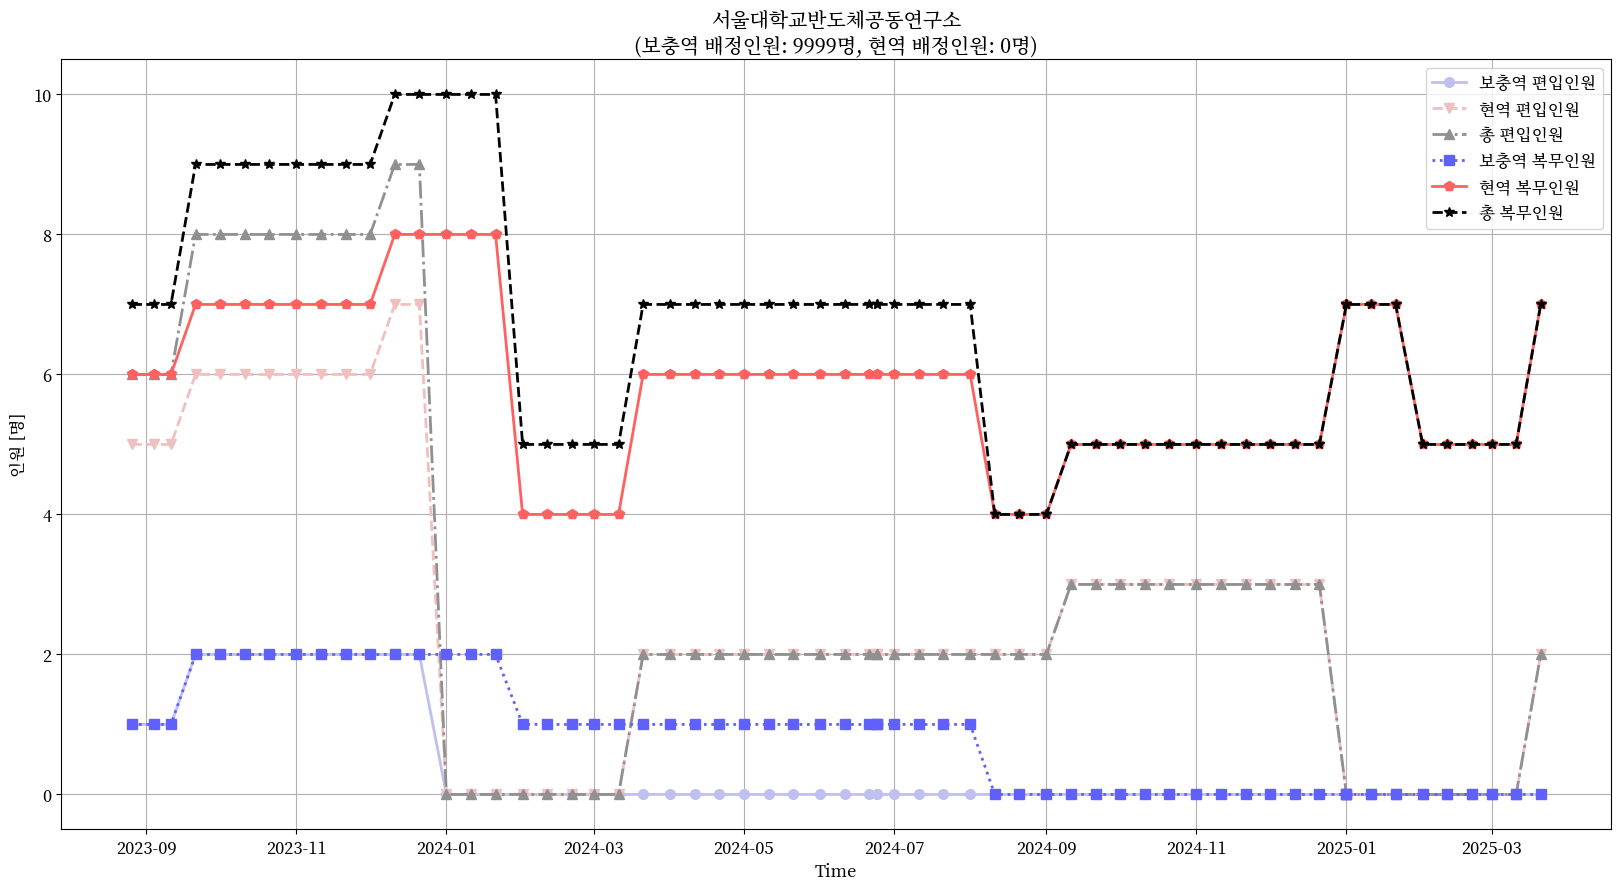 서울대학교반도체공동연구소
(보충역 배정인원: 9999명, 현역 배정인원: 0명)
보충역 편입인원
현역 편입인원
총 편입인원
보충역 복무인원
현역 복무인원
총 복무인원
인원 [명]
10
8
6
4
2
0
2023-09
2023-11
2024-01
2024-03
2024-05
2024-07
2024-09
2024-11
2025-01
2025-03
Time